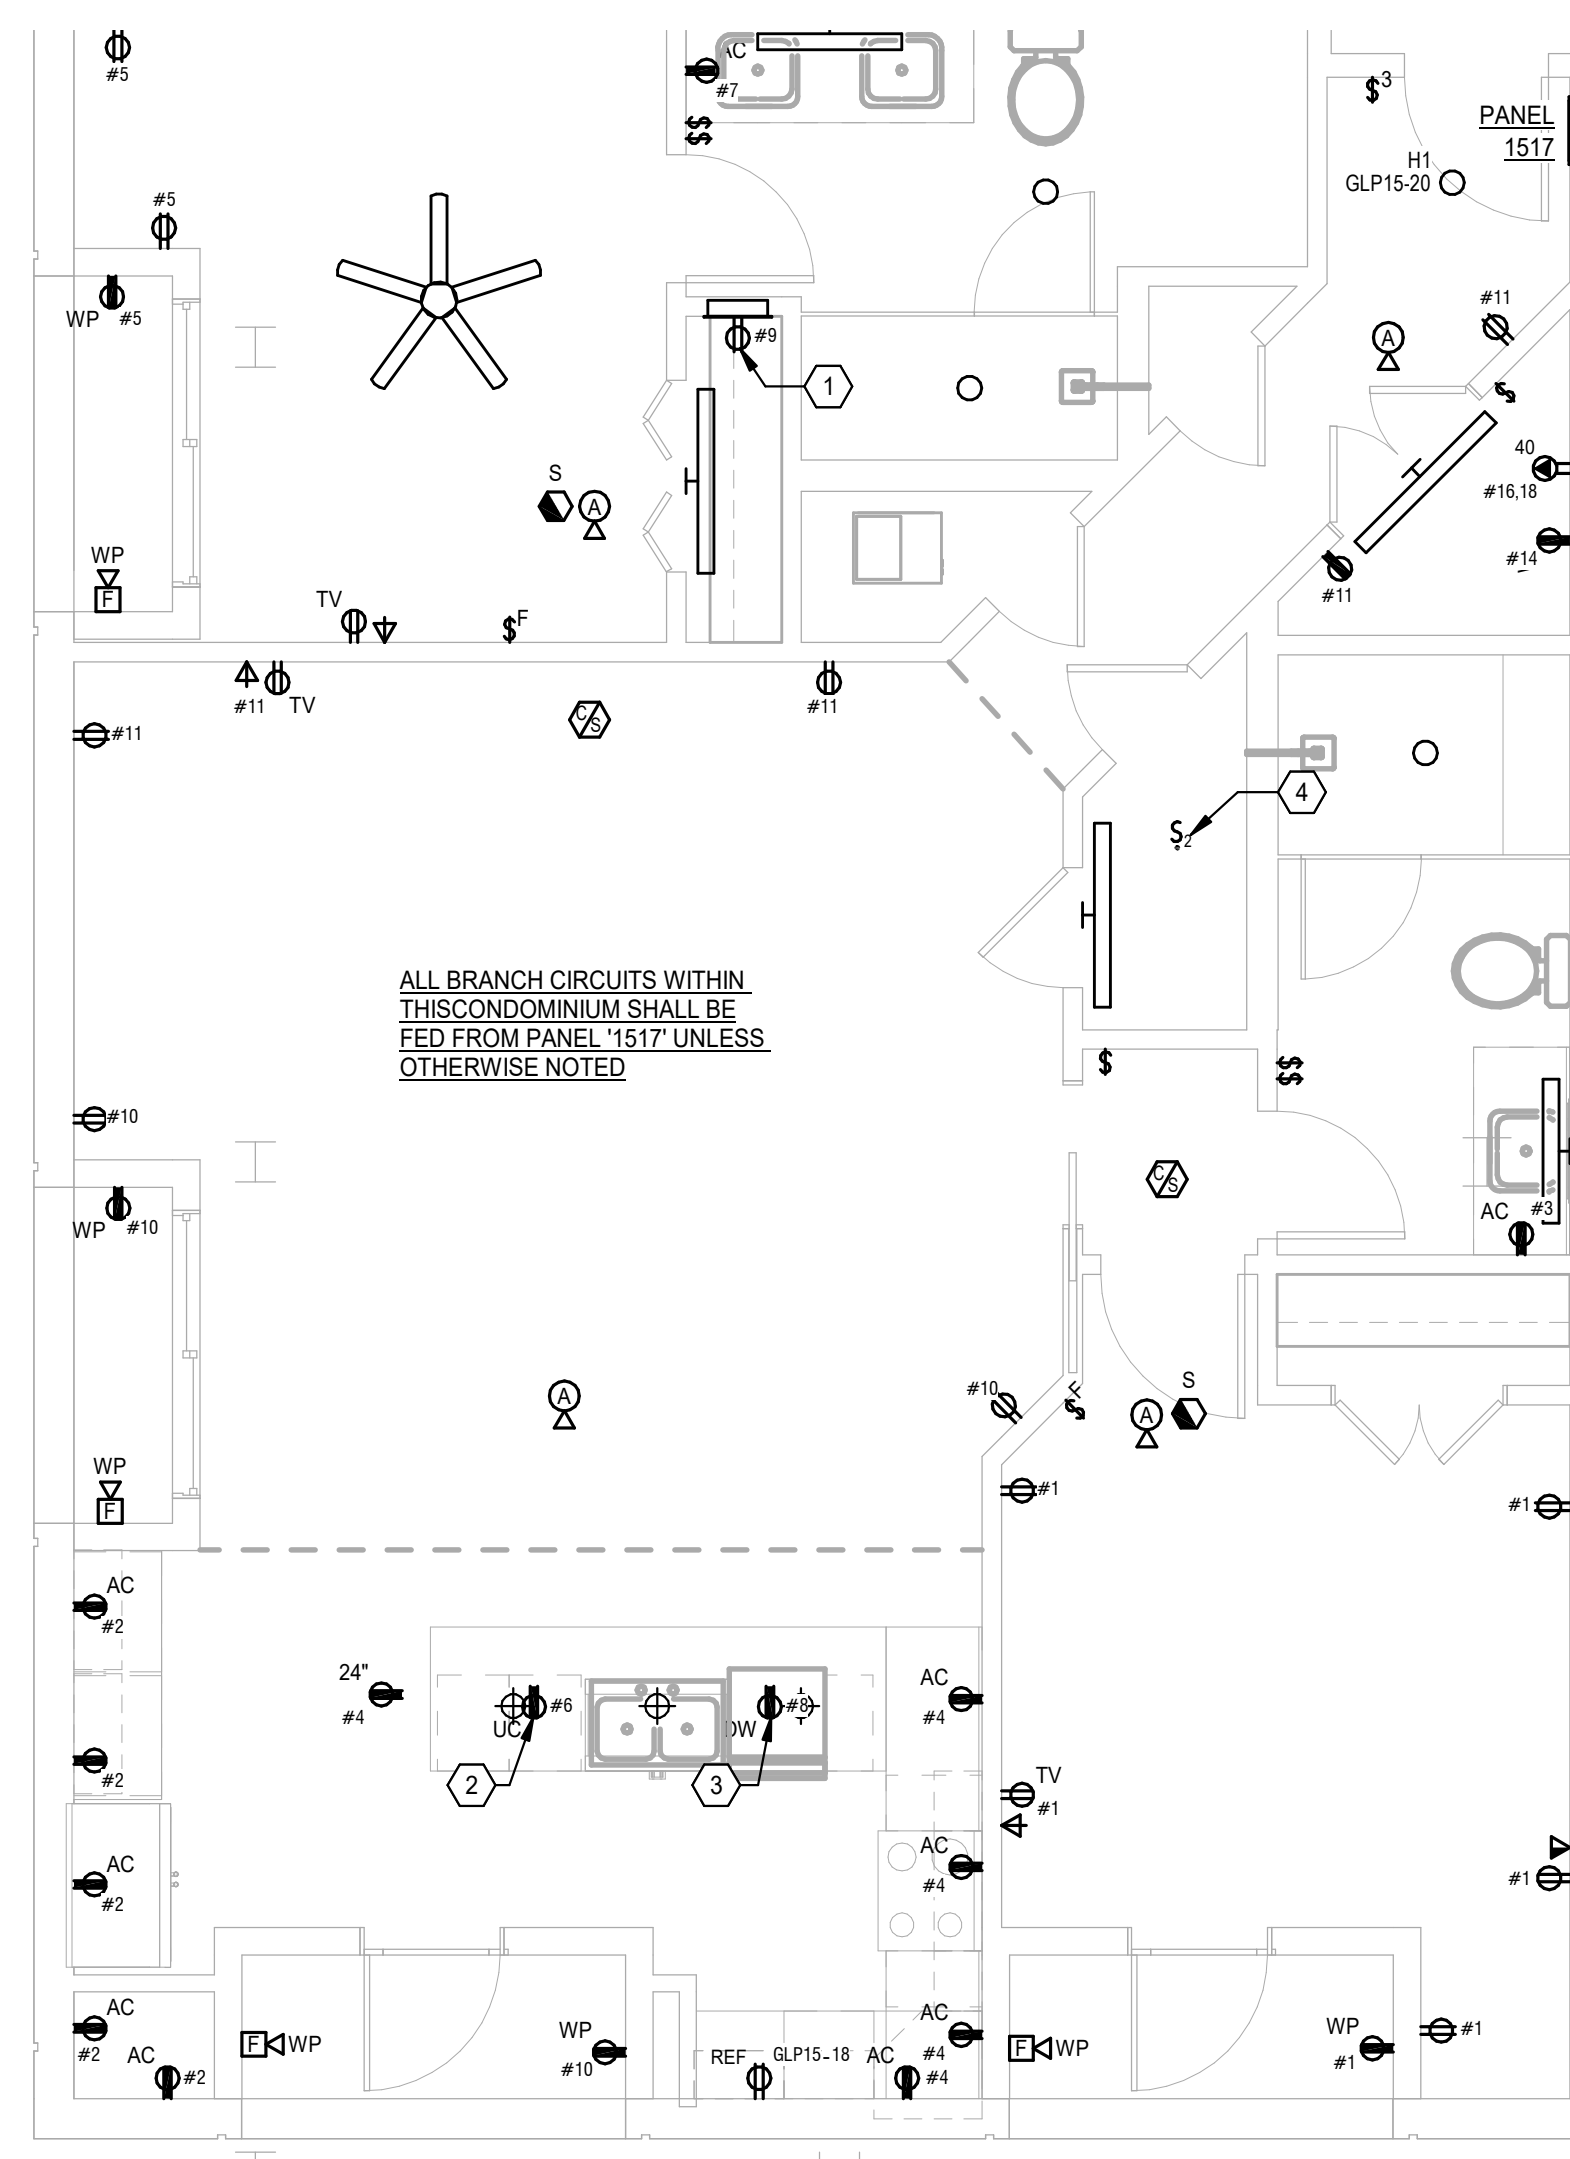 #5
AC
#7
$$
$3
PANEL
1517
H1
GLP15-20
#5
WP
#5
#9
1
#11
A
$
S
A
40
#16,18
#14
#11
WP
F
TV
$F
#11
TV
#11
#11
C/S
4
$2
ALL BRANCH CIRCUITS WITHIN
THISCONDOMINIUM SHALL BE
FED FROM PANEL '1517' UNLESS
OTHERWISE NOTED
$
$$
#10
WP
#10
C/S
AC
#3
A
#10
$F
A
S
WP
F
#1
#1
AC
#2
24"
#4
UC
#6
DW
#8
AC
#4
#2
2
3
TV
#1
AC
#2
AC
#4
#1
AC
#2
AC
#2
F
WP
WP
#10
REF
GLP15-18
AC
#4
AC
#4
F
WP
WP
#1
#1